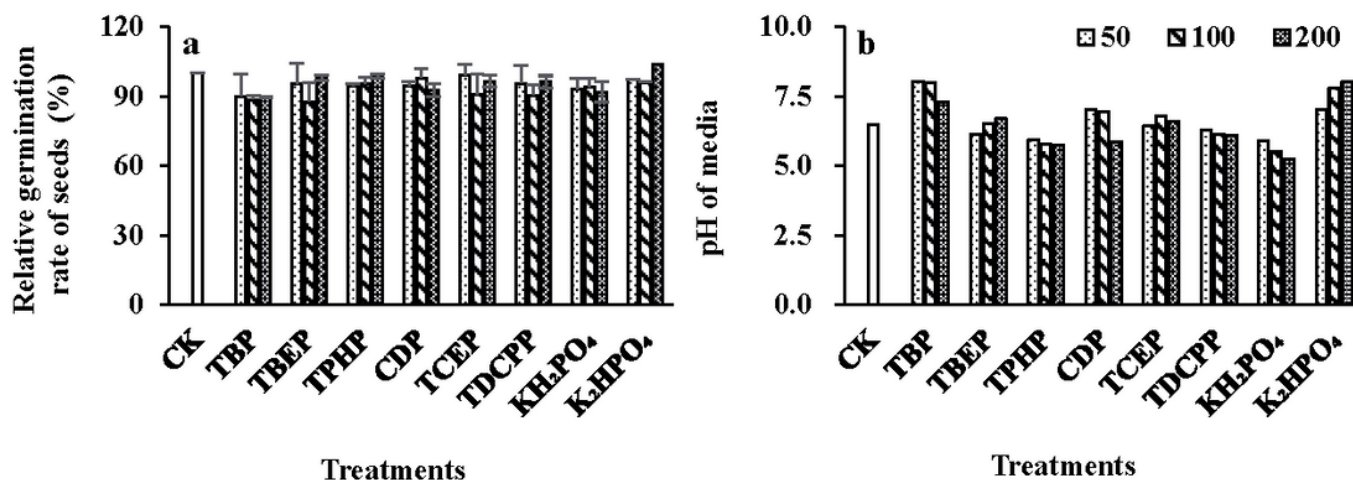 a
120
90
60
30
0
Relative germination
rate of seeds (%)
CK
TBP
TBEP
TPHP
CDP
TCEP
TDCPP
KH₂PO₄
K₂HPO₄
Treatments
b
50
100
200
10.0
7.5
5.0
2.5
0.0
pH of media
CK
TBP
TBEP
TPHP
CDP
TCEP
TDCPP
KH₂PO₄
K₂HPO₄
Treatments